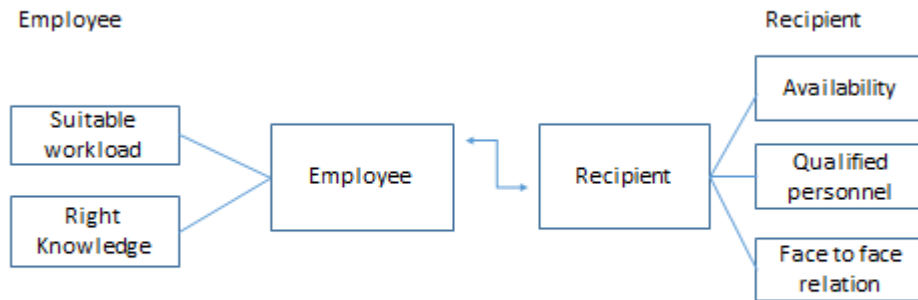 Employee
Recipient
Suitable
workload
Right
Knowledge
Employee
Recipient
Availability
Qualified
personnel
Face to face
relation